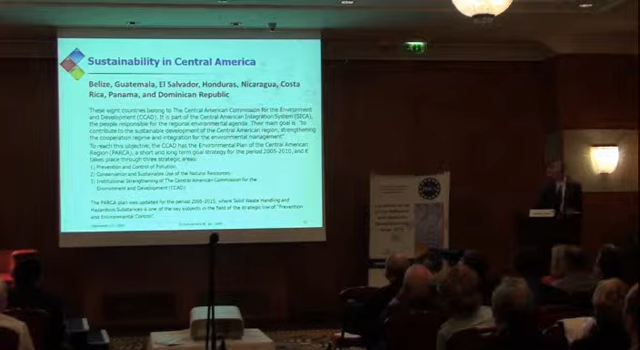 Sustainability in Central America
Belize, Guatemala, El Salvador, Honduras, Nicaragua, Costa
Rica, Panama, and Dominican Republic
These eight countries belong to The Central American Commission for the Environment
and Development (CCAD). It is part of the Central American Integration System (SICA),
the people responsible for the regional environmental agenda. Their main goal is: "to
contribute to the sustainable development of the Central American region, strengthening
the cooperation regime and integration for the environmental management".
To reach this objective, the CCAD has the Environmental Plan of the Central American
Region (PARCA), a short and long term goal strategy for the period 2005-2010, and it
takes place through three strategic areas:
1) Prevention and Control of Pollution.
2) Conservation and Sustainable Use of the Natural Resources.
3) Institutional Strengthening of The Central American Commission for the
Environment and Development (CCAD)
The PARCA plan was updated for the period 2005-2015, where Solid Waste Handling and
Hazardous Substances is one of the key subjects in the field of the strategic line of "Prevention
and Environmental Control".